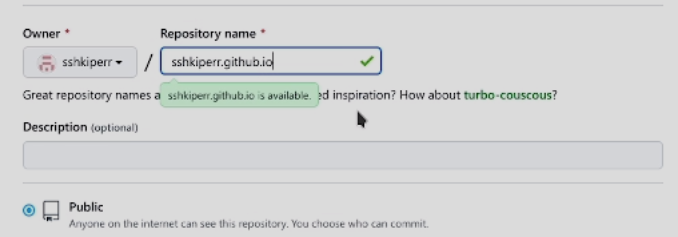 Owner * Repository name *
sshkiperr / sshkiperr.github.io
sshkiperr.github.io is available.
Great repository names a ed inspiration? How about turbo-couscous?
Description (optional)
Public
Anyone on the internet can see this repository. You choose who can commit.